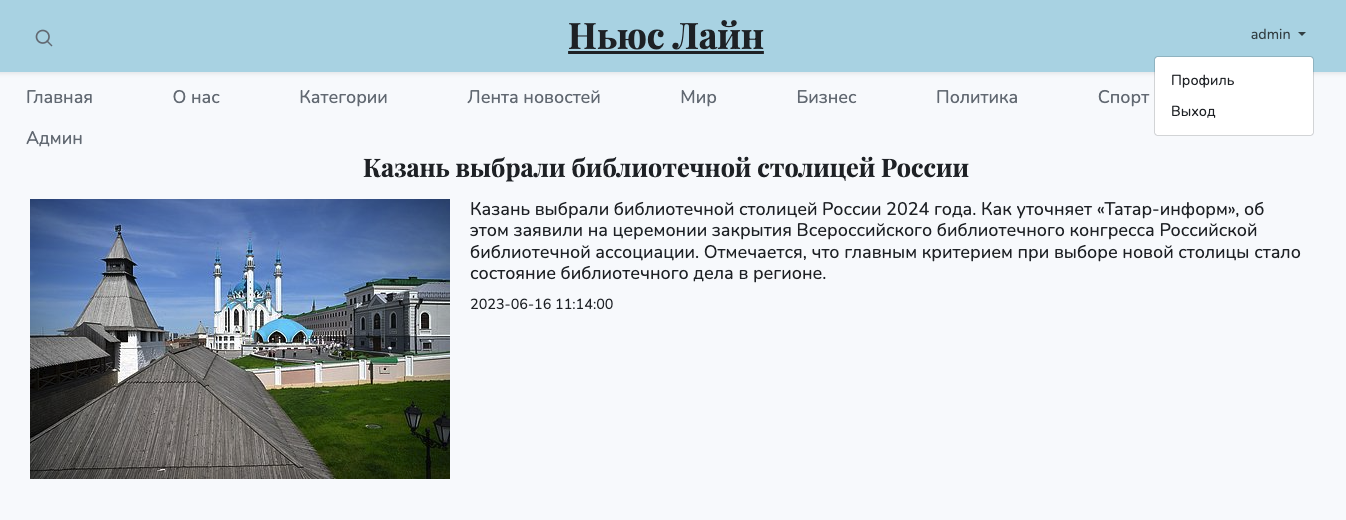 Ньюс Лайн
admin
Профиль
Выход
Главная
О нас
Категории
Лента новостей
Мир
Бизнес
Политика
Спорт
Админ
Казань выбрали библиотечной столицей России
Казань выбрали библиотечной столицей России 2024 года. Как уточняет «Татар-информ», об
этом заявили на церемонии закрытия Всероссийского библиотечного конгресса Российской
библиотечной ассоциации. Отмечается, что главным критерием при выборе новой столицы стало
состояние библиотечного дела в регионе.
2023-06-16 11:14:00